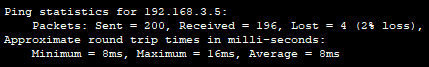 Ping statistics for 192.168.3.5:
    Packets: Sent = 200, Received = 196, Lost = 4 (2% loss),
Approximate round trip times in milli-seconds:
    Minimum = 8ms, Maximum = 16ms, Average = 8ms